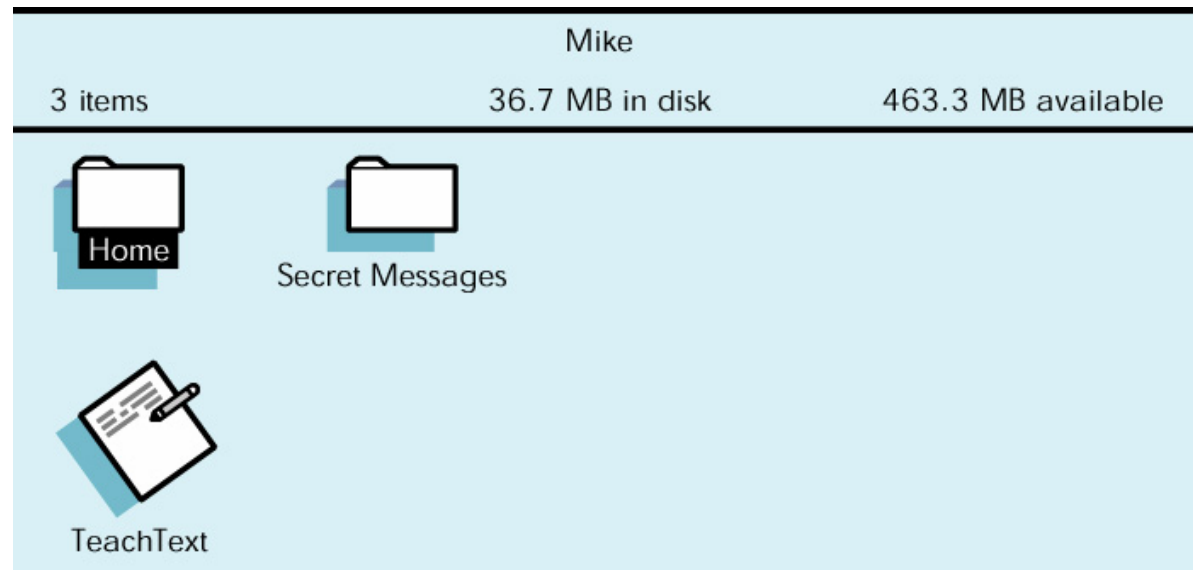 Mike
3 items 36.7 MB in disk 463.3 MB available
Home
Secret Messages
TeachText